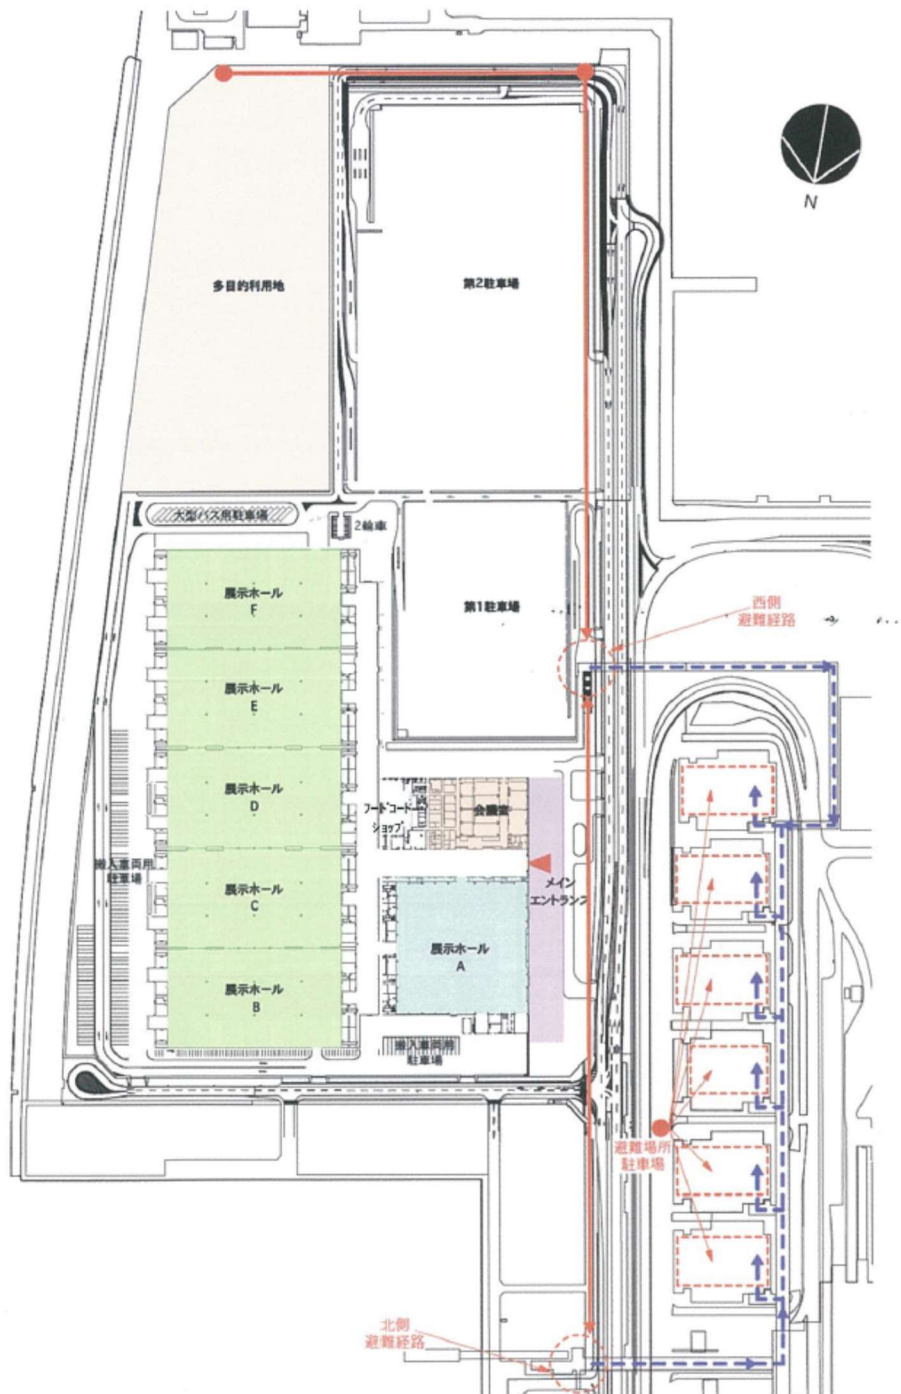 N
多目的利用地
第2駐車場
大型バス用駐車場
2輪車
展示ホール
F
第1駐車場
西側
避難経路
展示ホール
E
展示ホール
D
フードコート
ショップ
会議室
搬入車両用
駐車場
展示ホール
C
メイン
エントランス
展示ホール
A
展示ホール
B
搬入車両用
駐車場
避難場所
駐車場
北側
避難経路